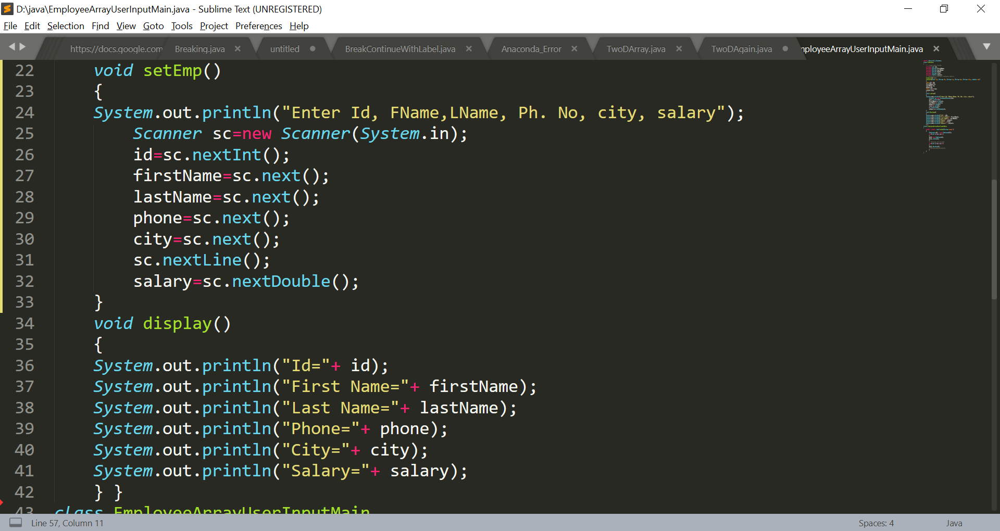 D:\java\EmployeeArrayUserInputMain.java - Sublime Text (UNREGISTERED)
File Edit Selection Find View Goto Tools Project Preferences Help
https://docs.google.com Breaking.java untitled BreakContinueWithLabel.java Anaconda_Error TwoDArray.java TwoDAgain.java mployeeArrayUserInputMain.java
22 void setEmp()
23 {
24 System.out.println("Enter Id, FName,LName, Ph. No, city, salary");
25 Scanner sc=new Scanner(System.in);
26 id=sc.nextInt();
27 firstName=sc.next();
28 lastName=sc.next();
29 phone=sc.next();
30 city=sc.next();
31 sc.nextLine();
32 salary=sc.nextDouble();
33 }
34 void display()
35 {
36 System.out.println("Id="+ id);
37 System.out.println("First Name="+ firstName);
38 System.out.println("Last Name="+ lastName);
39 System.out.println("Phone="+ phone);
40 System.out.println("City="+ city);
41 System.out.println("Salary="+ salary);
42 } }
43 class EmployeeArrayUserInputMain
Line 57, Column 11 Spaces: 4 Java